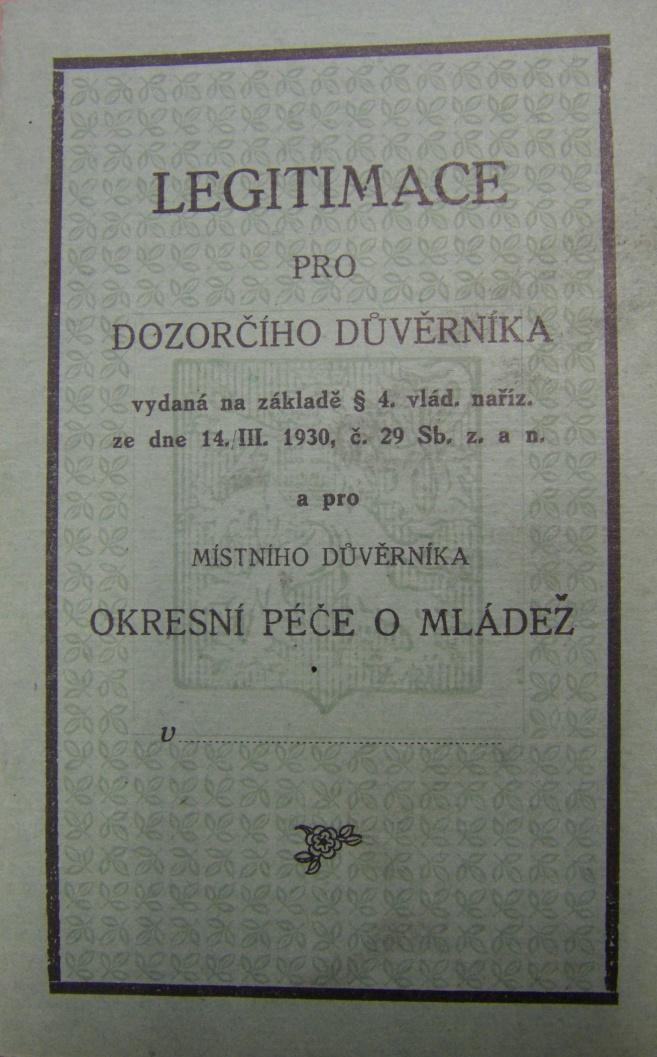 LEGITIMACE
PRO
DOZORČÍHO DŮVĚRNÍKA
vydaná na základě § 4. vlád. naříz.
ze dne 14./III. 1930, č. 29 Sb. z. a n.
a pro
MÍSTNÍHO DŮVĚRNÍKA
OKRESNÍ PÉČE O MLÁDEŽ
v